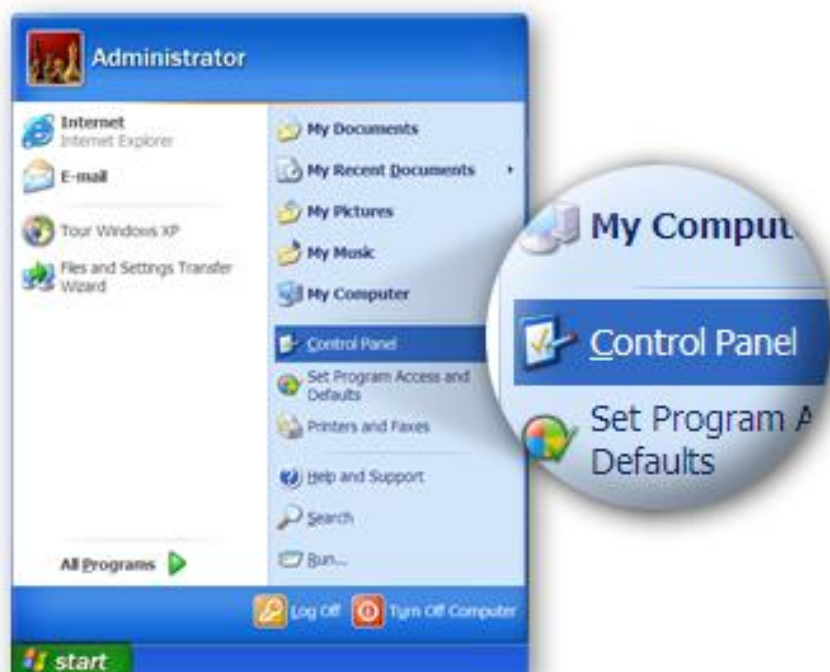 Administrator
Internet
Internet Explorer
E-mail
Tour Windows XP
Files and Settings Transfer
Wizard
All Programs
My Documents
My Recent Documents
My Pictures
My Music
My Computer
Control Panel
Set Program Access and
Defaults
Printers and Faxes
Help and Support
Search
Run...
Log Off
Turn Off Computer
start
My Comput
Control Panel
Set Program A
Defaults